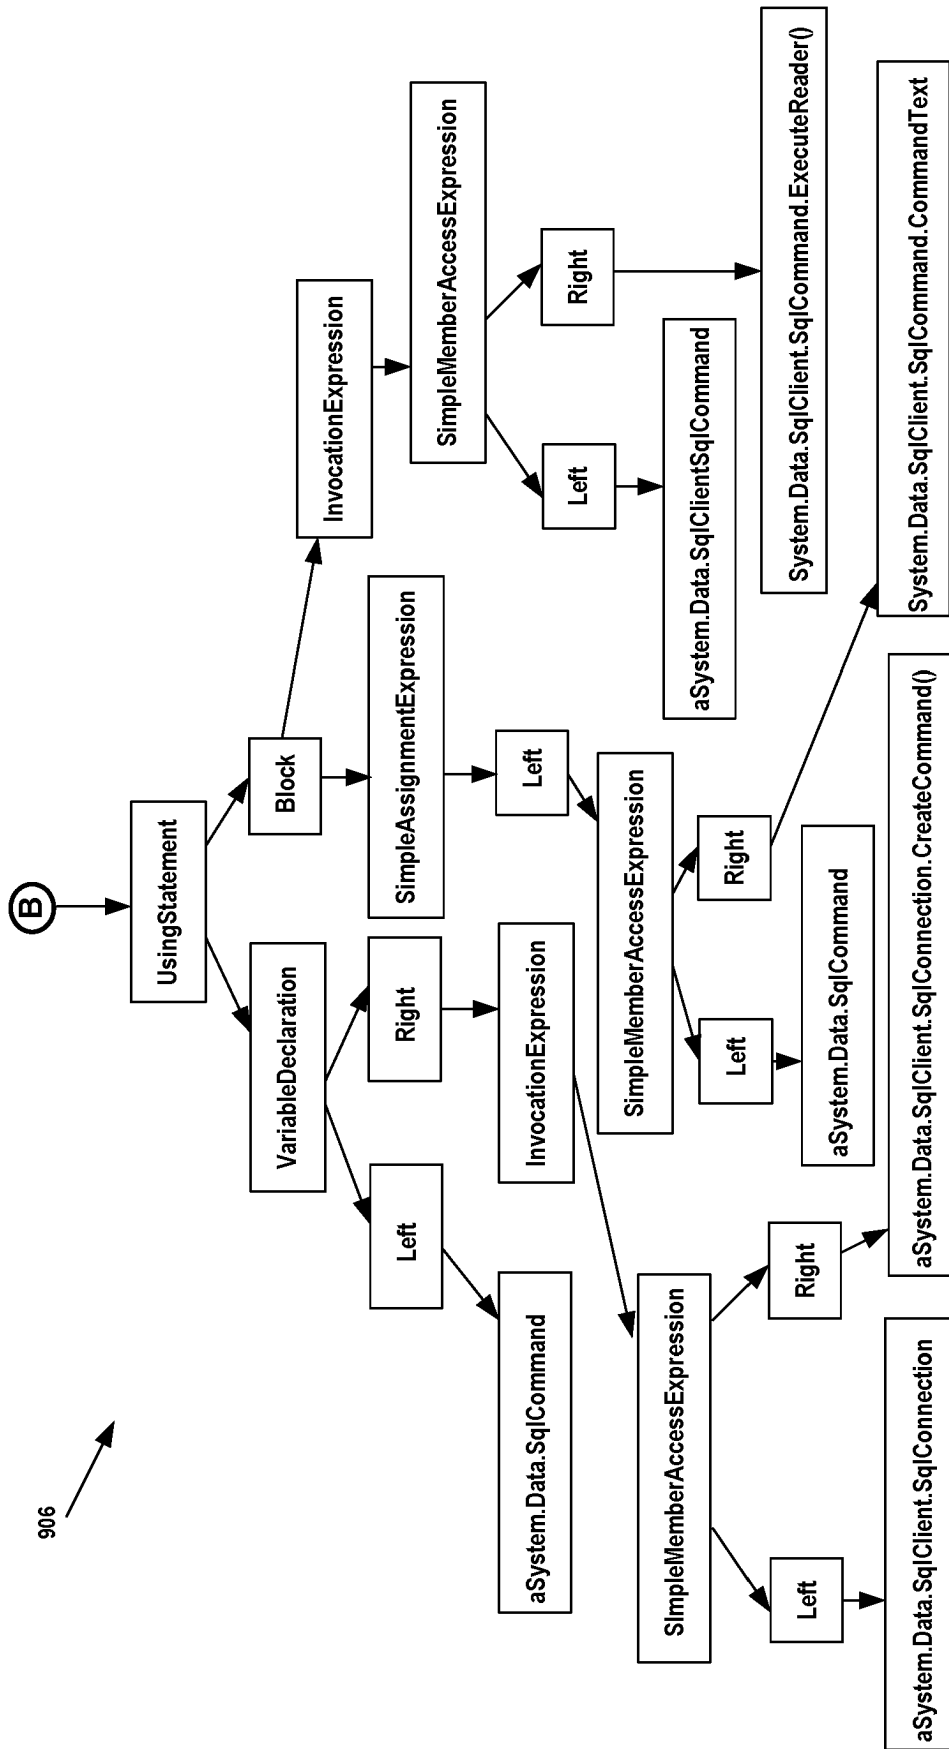 906
B
UsingStatement
VariableDeclaration
Block
InvocationExpression
Left
Right
SimpleAssignmentExpression
SimpleMemberAccessExpression
aSystem.Data.SqlCommand
InvocationExpression
Left
Left
Right
SImpleMemberAccessExpression
SimpleMemberAccessExpression
aSystem.Data.SqlClientSqlCommand
Left
Right
Left
Right
System.Data.SqlClient.SqlCommand.ExecuteReader()
aSystem.Data.SqlCommand
aSystem.Data.SqlClient.SqlConnection
aSystem.Data.SqlClient.SqlConnection.CreateCommand()
System.Data.SqlClient.SqlCommand.CommandText